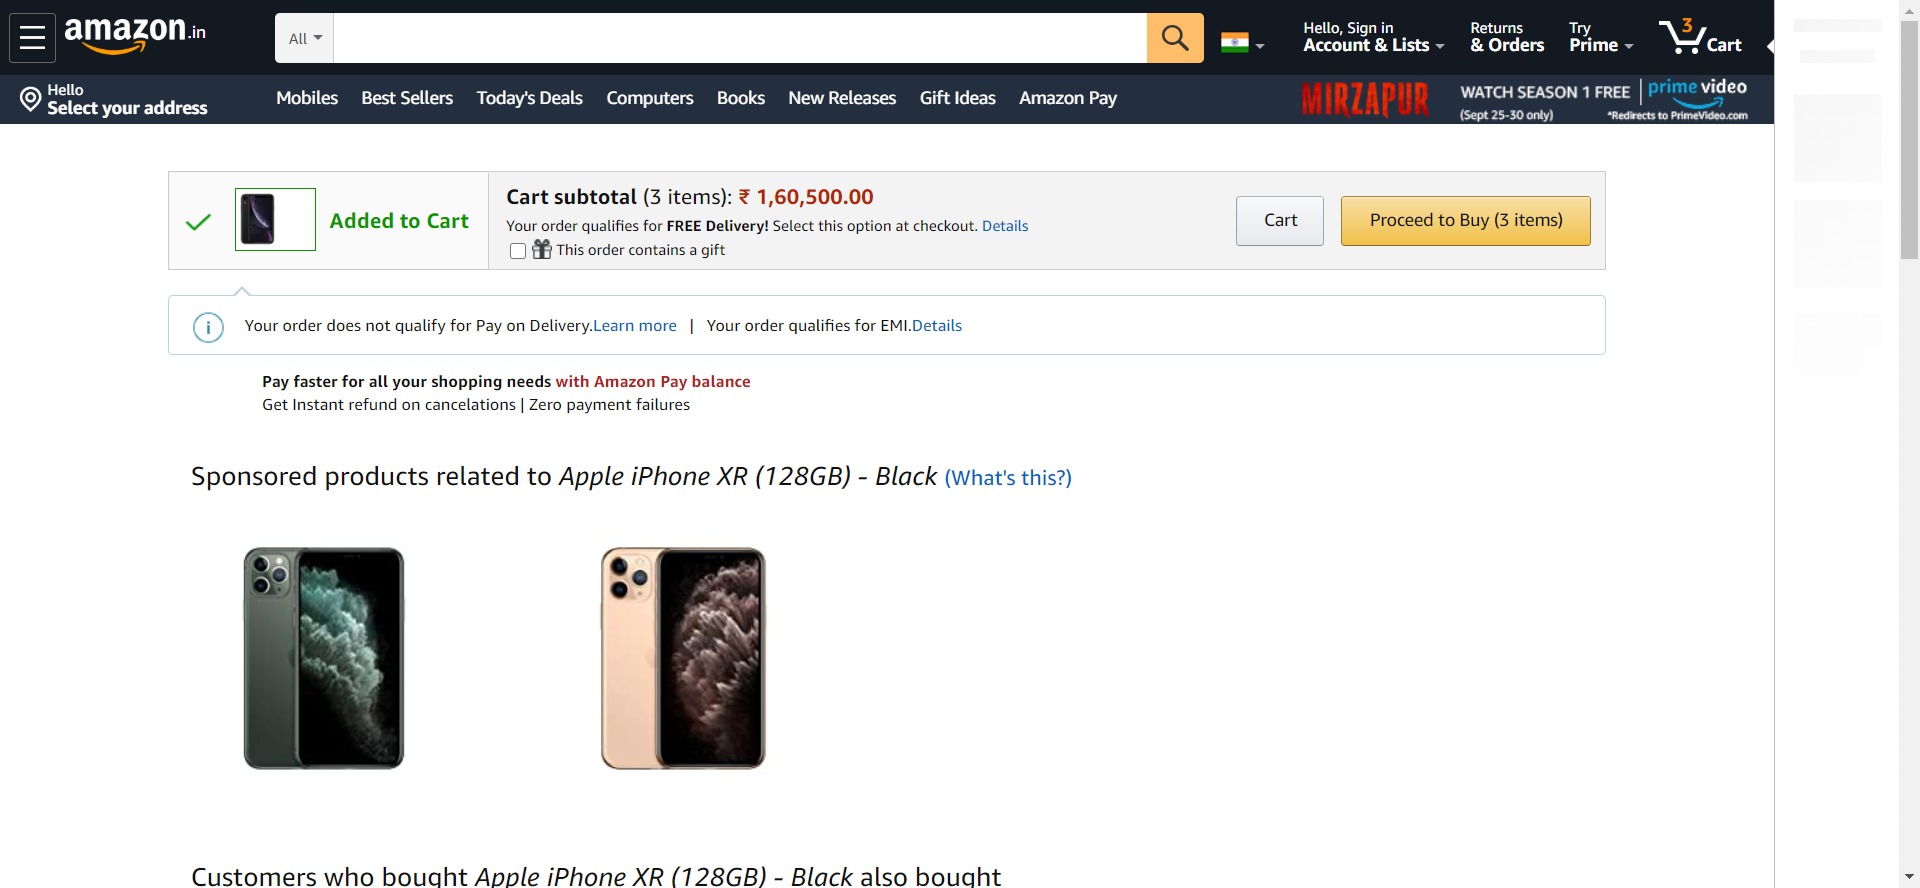 amazon.in
All
Hello, Sign in
Account & Lists
Returns
& Orders
Try
Prime
3
Cart
Hello
Select your address
Mobiles
Best Sellers
Today's Deals
Computers
Books
New Releases
Gift Ideas
Amazon Pay
MIRZAPUR
WATCH SEASON 1 FREE
(Sept 25-30 only)
prime video
*Redirects to PrimeVideo.com
Added to Cart
Cart subtotal (3 items): ₹ 1,60,500.00
Your order qualifies for FREE Delivery! Select this option at checkout. Details
This order contains a gift
Cart
Proceed to Buy (3 items)
Your order does not qualify for Pay on Delivery.Learn more | Your order qualifies for EMI.Details
Pay faster for all your shopping needs with Amazon Pay balance
Get Instant refund on cancelations | Zero payment failures
Sponsored products related to Apple iPhone XR (128GB) - Black (What's this?)
Customers who bought Apple iPhone XR (128GB) - Black also bought